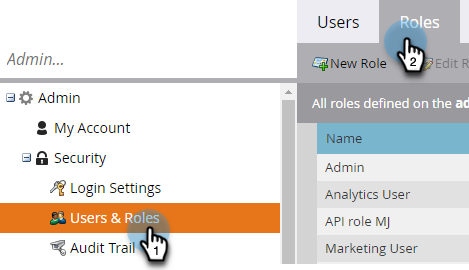 Users Roles
2
Admin...
New Role Edit R
Admin
All roles defined on the ad
My Account
Name
Security
Admin
Login Settings
Analytics User
Users & Roles
API role MJ
1
Audit Trail
Marketing User